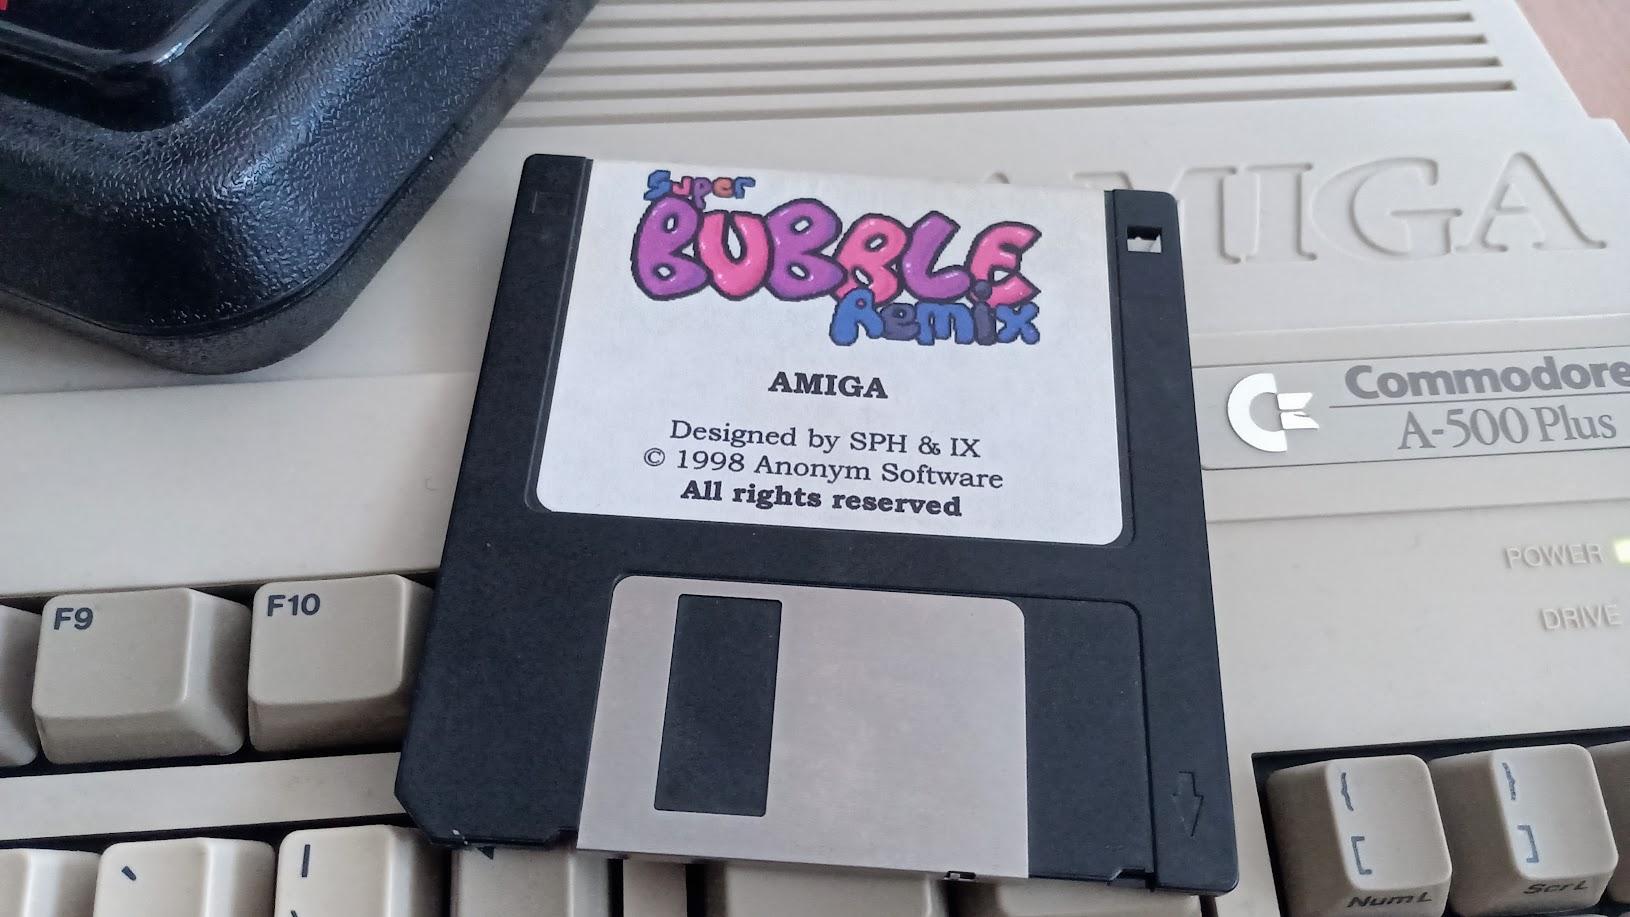 Super
BUBBLE
Remix
AMIGA
Designed by SPH & IX
© 1998 Anonym Software
All rights reserved
AMIGA
Commodore
A-500 Plus
POWER
DRIVE
F9
F10
{
[
NumL
}
]
ScrL